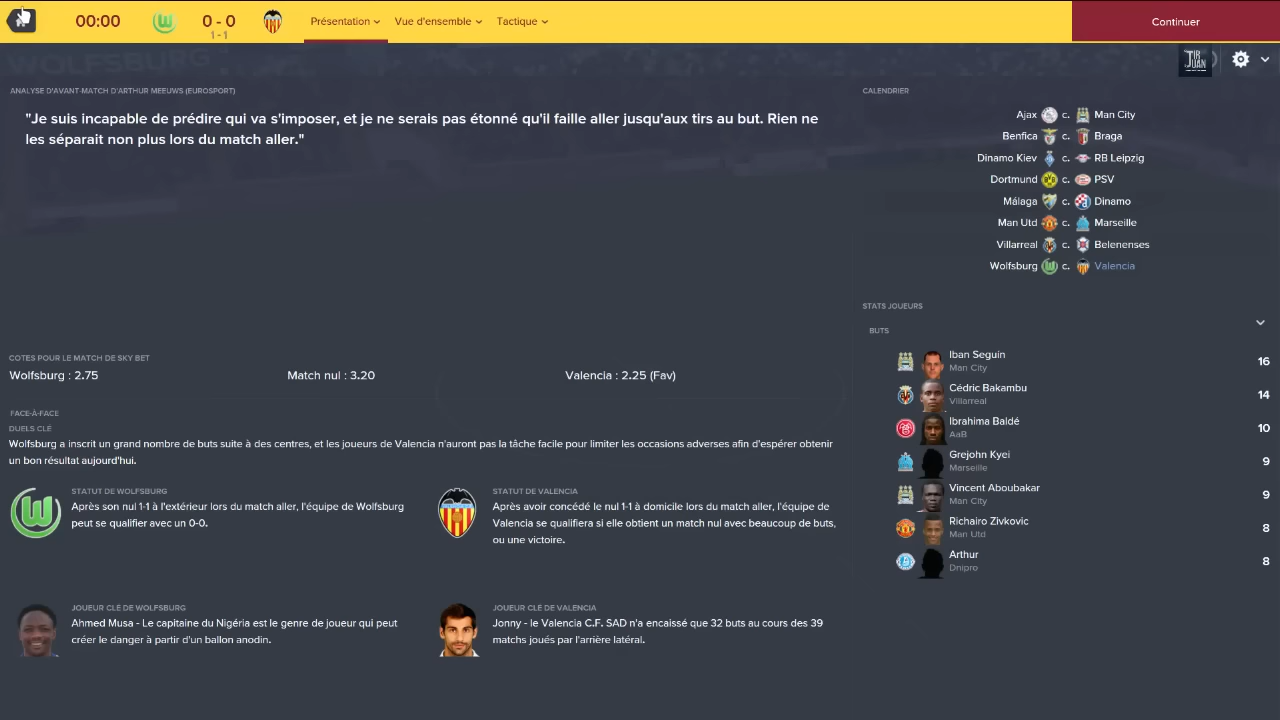 00:00
0 - 0
1 - 1
Présentation
Vue d'ensemble
Tactique
Continuer
WOLFSBURG
TIR JUAN
ANALYSE D'AVANT-MATCH D'ARTHUR MEEUWS (EUROSPORT)
"Je suis incapable de prédire qui va s'imposer, et je ne serais pas étonné qu'il faille aller jusqu'aux tirs au but. Rien ne
les séparait non plus lors du match aller."
COTES POUR LE MATCH DE SKY BET
Wolfsburg : 2.75
Match nul : 3.20
Valencia : 2.25 (Fav)
FACE-À-FACE
DUELS CLÉ
Wolfsburg a inscrit un grand nombre de buts suite à des centres, et les joueurs de Valencia n'auront pas la tâche facile pour limiter les occasions adverses afin d'espérer obtenir
un bon résultat aujourd'hui.
STATUT DE WOLFSBURG
Après son nul 1-1 à l'extérieur lors du match aller, l'équipe de Wolfsburg
peut se qualifier avec un 0-0.
STATUT DE VALENCIA
Après avoir concédé le nul 1-1 à domicile lors du match aller, l'équipe de
Valencia se qualifiera si elle obtient un match nul avec beaucoup de buts,
ou une victoire.
JOUEUR CLÉ DE WOLFSBURG
Ahmed Musa - Le capitaine du Nigéria est le genre de joueur qui peut
créer le danger à partir d'un ballon anodin.
JOUEUR CLÉ DE VALENCIA
Jonny - le Valencia C.F. SAD n'a encaissé que 32 buts au cours des 39
matchs joués par l'arrière latéral.
CALENDRIER
Ajax c. Man City
Benfica c. Braga
Dinamo Kiev c. RB Leipzig
Dortmund c. PSV
Málaga c. Dinamo
Man Utd c. Marseille
Villarreal c. Belenenses
Wolfsburg c. Valencia
STATS JOUEURS
BUTS
Iban Seguin 16
Man City
Cédric Bakambu 14
Villarreal
Ibrahima Baldé 10
AaB
Grejohn Kyei 9
Marseille
Vincent Aboubakar 9
Man City
Richairo Zivkovic 8
Man Utd
Arthur 8
Dnipro